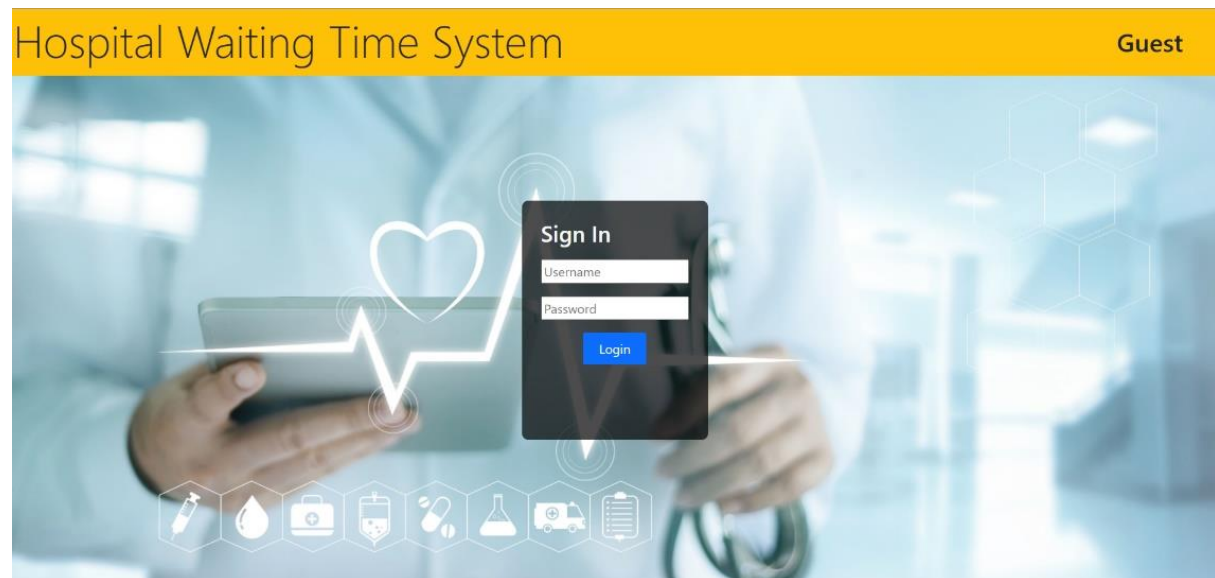 Hospital Waiting Time System
Guest
Sign In
Username
Password
Login